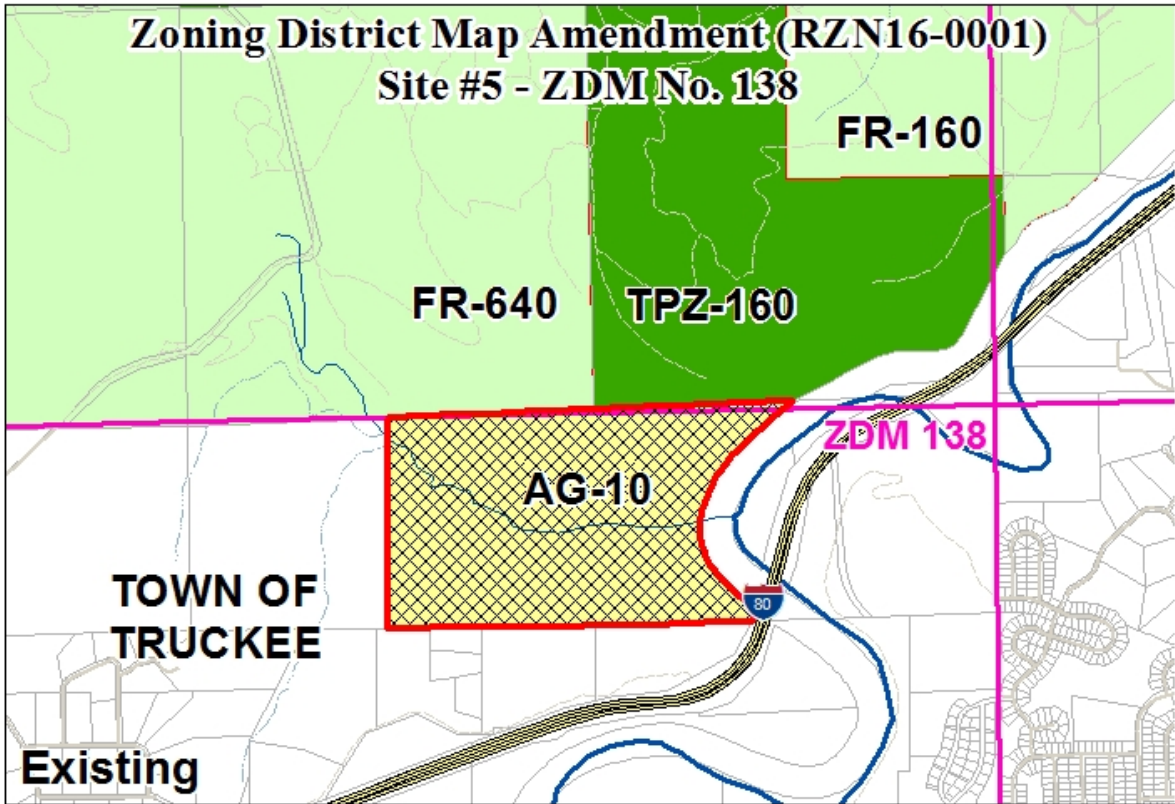 Zoning District Map Amendment (RZN16-0001)
Site #5 - ZDM No. 138
FR-160
FR-640
TPZ-160
ZDM 138
AG-10
80
TOWN OF
TRUCKEE
Existing